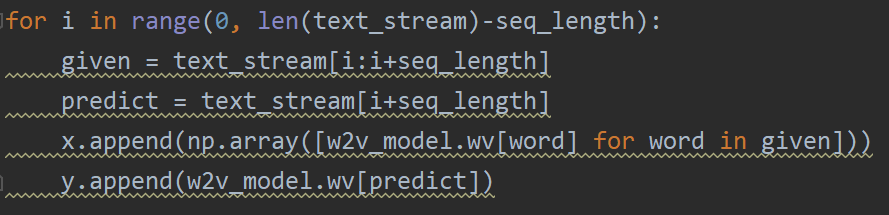 for i in range(0, len(text_stream)-seq_length):
    given = text_stream[i:i+seq_length]
    predict = text_stream[i+seq_length]
    x.append(np.array([w2v_model.wv[word] for word in given]))
    y.append(w2v_model.wv[predict])